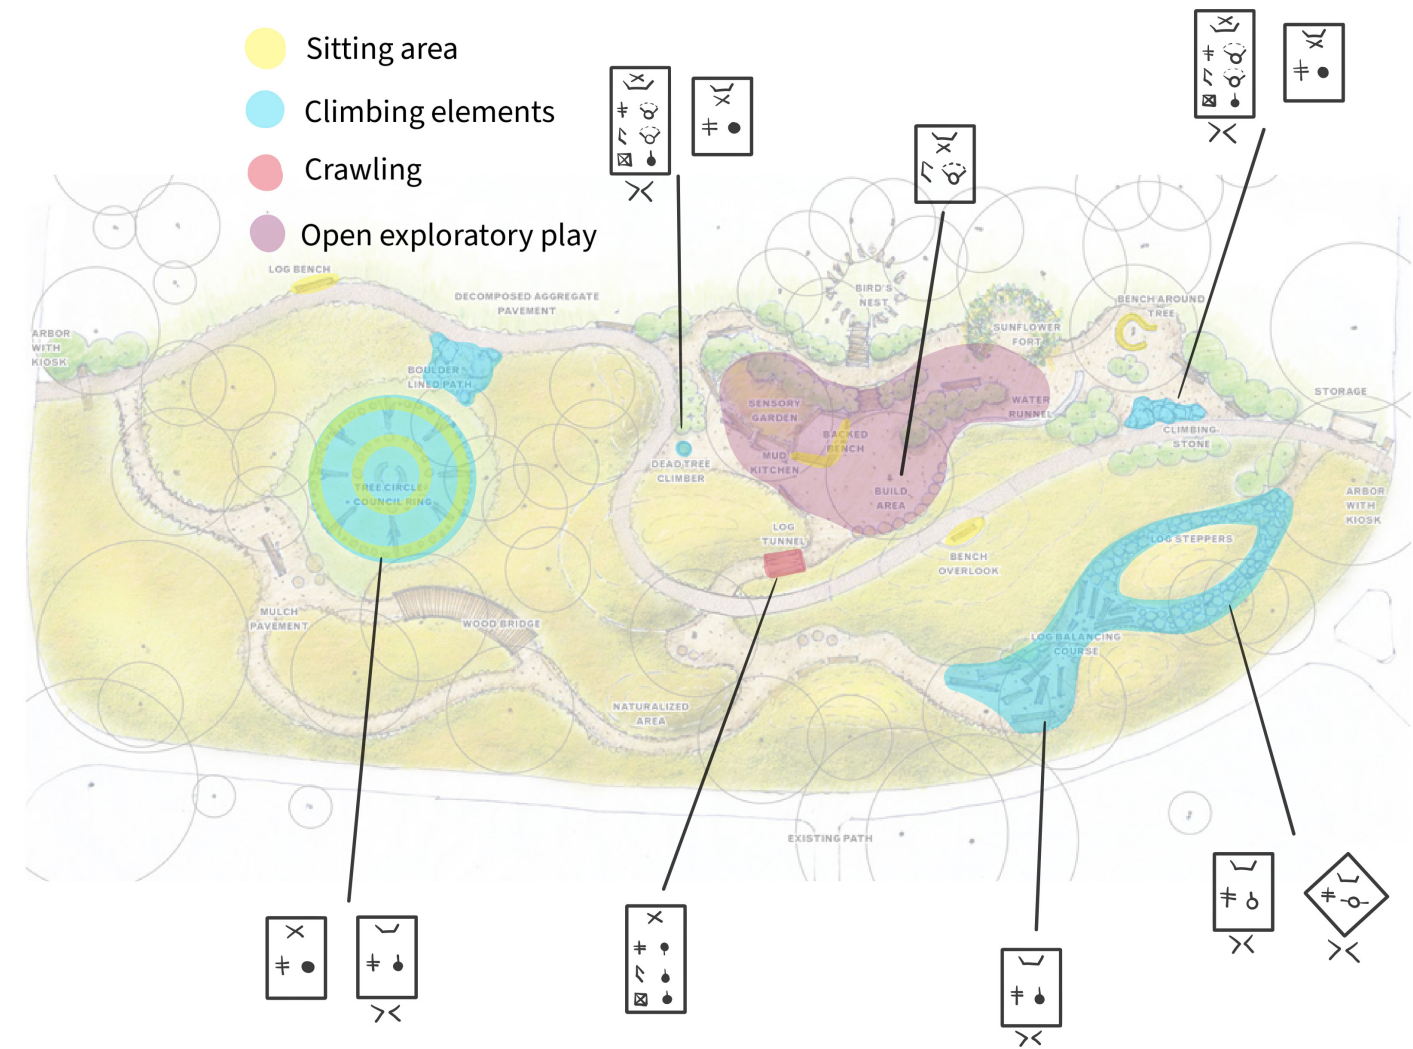 Sitting area
Climbing elements
Crawling
Open exploratory play
LOG BENCH
DECOMPOSED AGGREGATE
PAVEMENT
BIRD'S
NEST
BENCH AROUND
TREE
SUNFLOWER
FORT
ARBOR
WITH
KIOSK
BOULDER
LINED PATH
STORAGE
SENSORY
GARDEN
WATER
RUNNEL
BACKED
BENCH
CLIMBING
STONE
MUD
KITCHEN
DEAD TREE
CLIMBER
TREE CIRCLE
COUNCIL RING
BUILD
AREA
ARBOR
WITH
KIOSK
LOG
TUNNEL
LOG STEPPERS
BENCH
OVERLOOK
MULCH
PAVEMENT
WOOD BRIDGE
LOG BALANCING
COURSE
NATURALIZED
AREA
EXISTING PATH